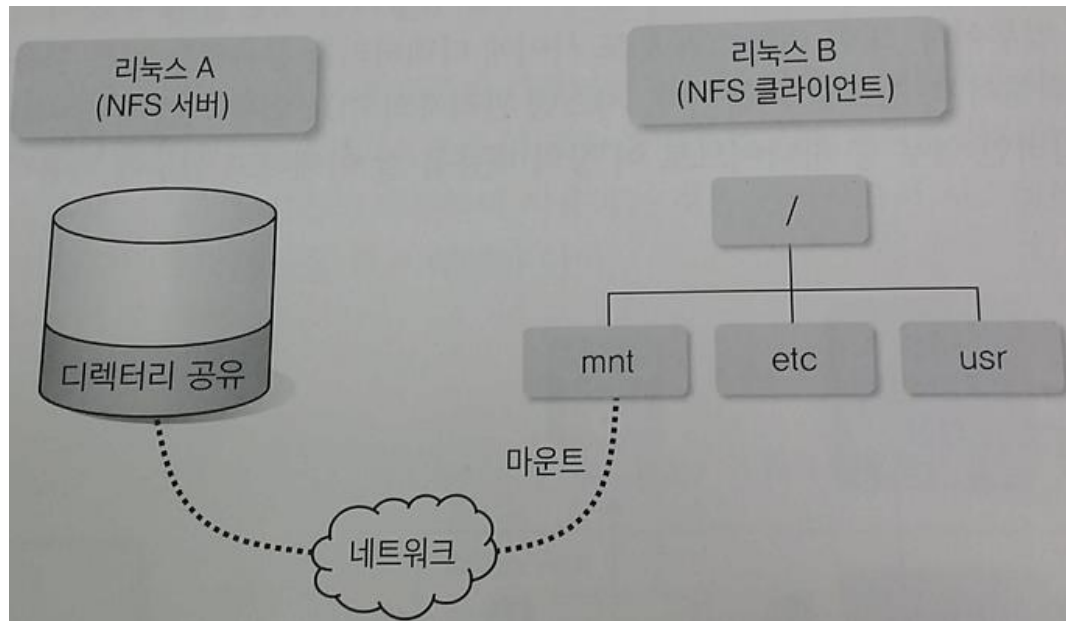 리눅스 A
(NFS 서버)
리눅스 B
(NFS 클라이언트)
/
mnt
etc
usr
디렉터리 공유
마운트
네트워크